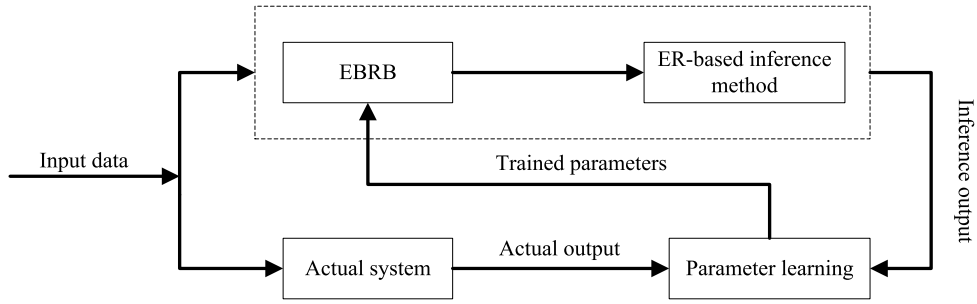 EBRB
ER-based inference
method
Input data
Trained parameters
Inference output
Actual system
Actual output
Parameter learning